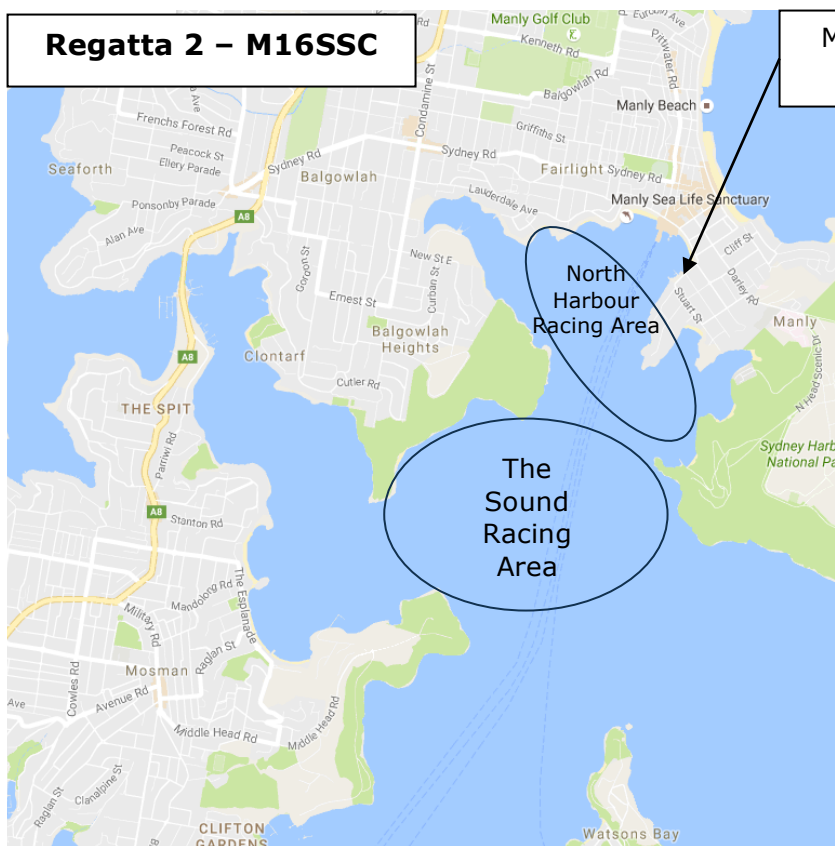 Regatta 2 – M16SSC
M
Manly Golf Club
Kenneth Rd
Eurobin Ave
Pittwater Rd
Balgowlah Rd
Condamine St
Manly Beach
Frenchs Forest Rd
Peacock St
Ellery Parade
Seaforth
Sydney Rd
Griffiths St
Sydney Rd
Balgowlah
Fairlight
Sydney Rd
Lauderdale Ave
Manly Sea Life Sanctuary
Ponsonby Parade
Alan Ave
A8
Cliff St
Darley Rd
Stuart St
New St E
Curban St
Ernest St
North
Harbour
Racing Area
Manly
N Head Scenic Dr
Balgowlah
Heights
Clontarf
A8
Cutler Rd
THE SPIT
Parriwi Rd
Sydney Harb
National Pa
The
Sound
Racing
Area
A8
Stanton Rd
The Esplanade
Mandolong Rd
Military Rd
Raglan St
Mosman
Cowles Rd
Ave
Avenue Rd
Middle Head Rd
Middle Head Rd
Raglan St
CLIFTON
GARDENS
Watsons Bay